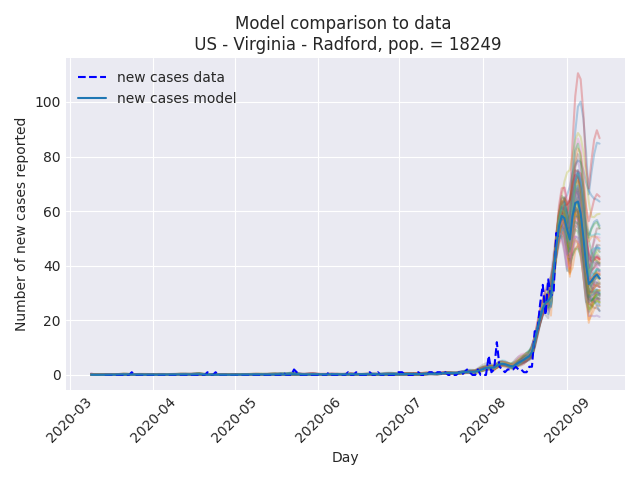 Model comparison to data
US - Virginia - Radford, pop. = 18249
new cases data
new cases model
Number of new cases reported
100
80
60
40
20
0
2020-03
2020-04
2020-05
2020-06
2020-07
2020-08
2020-09
Day